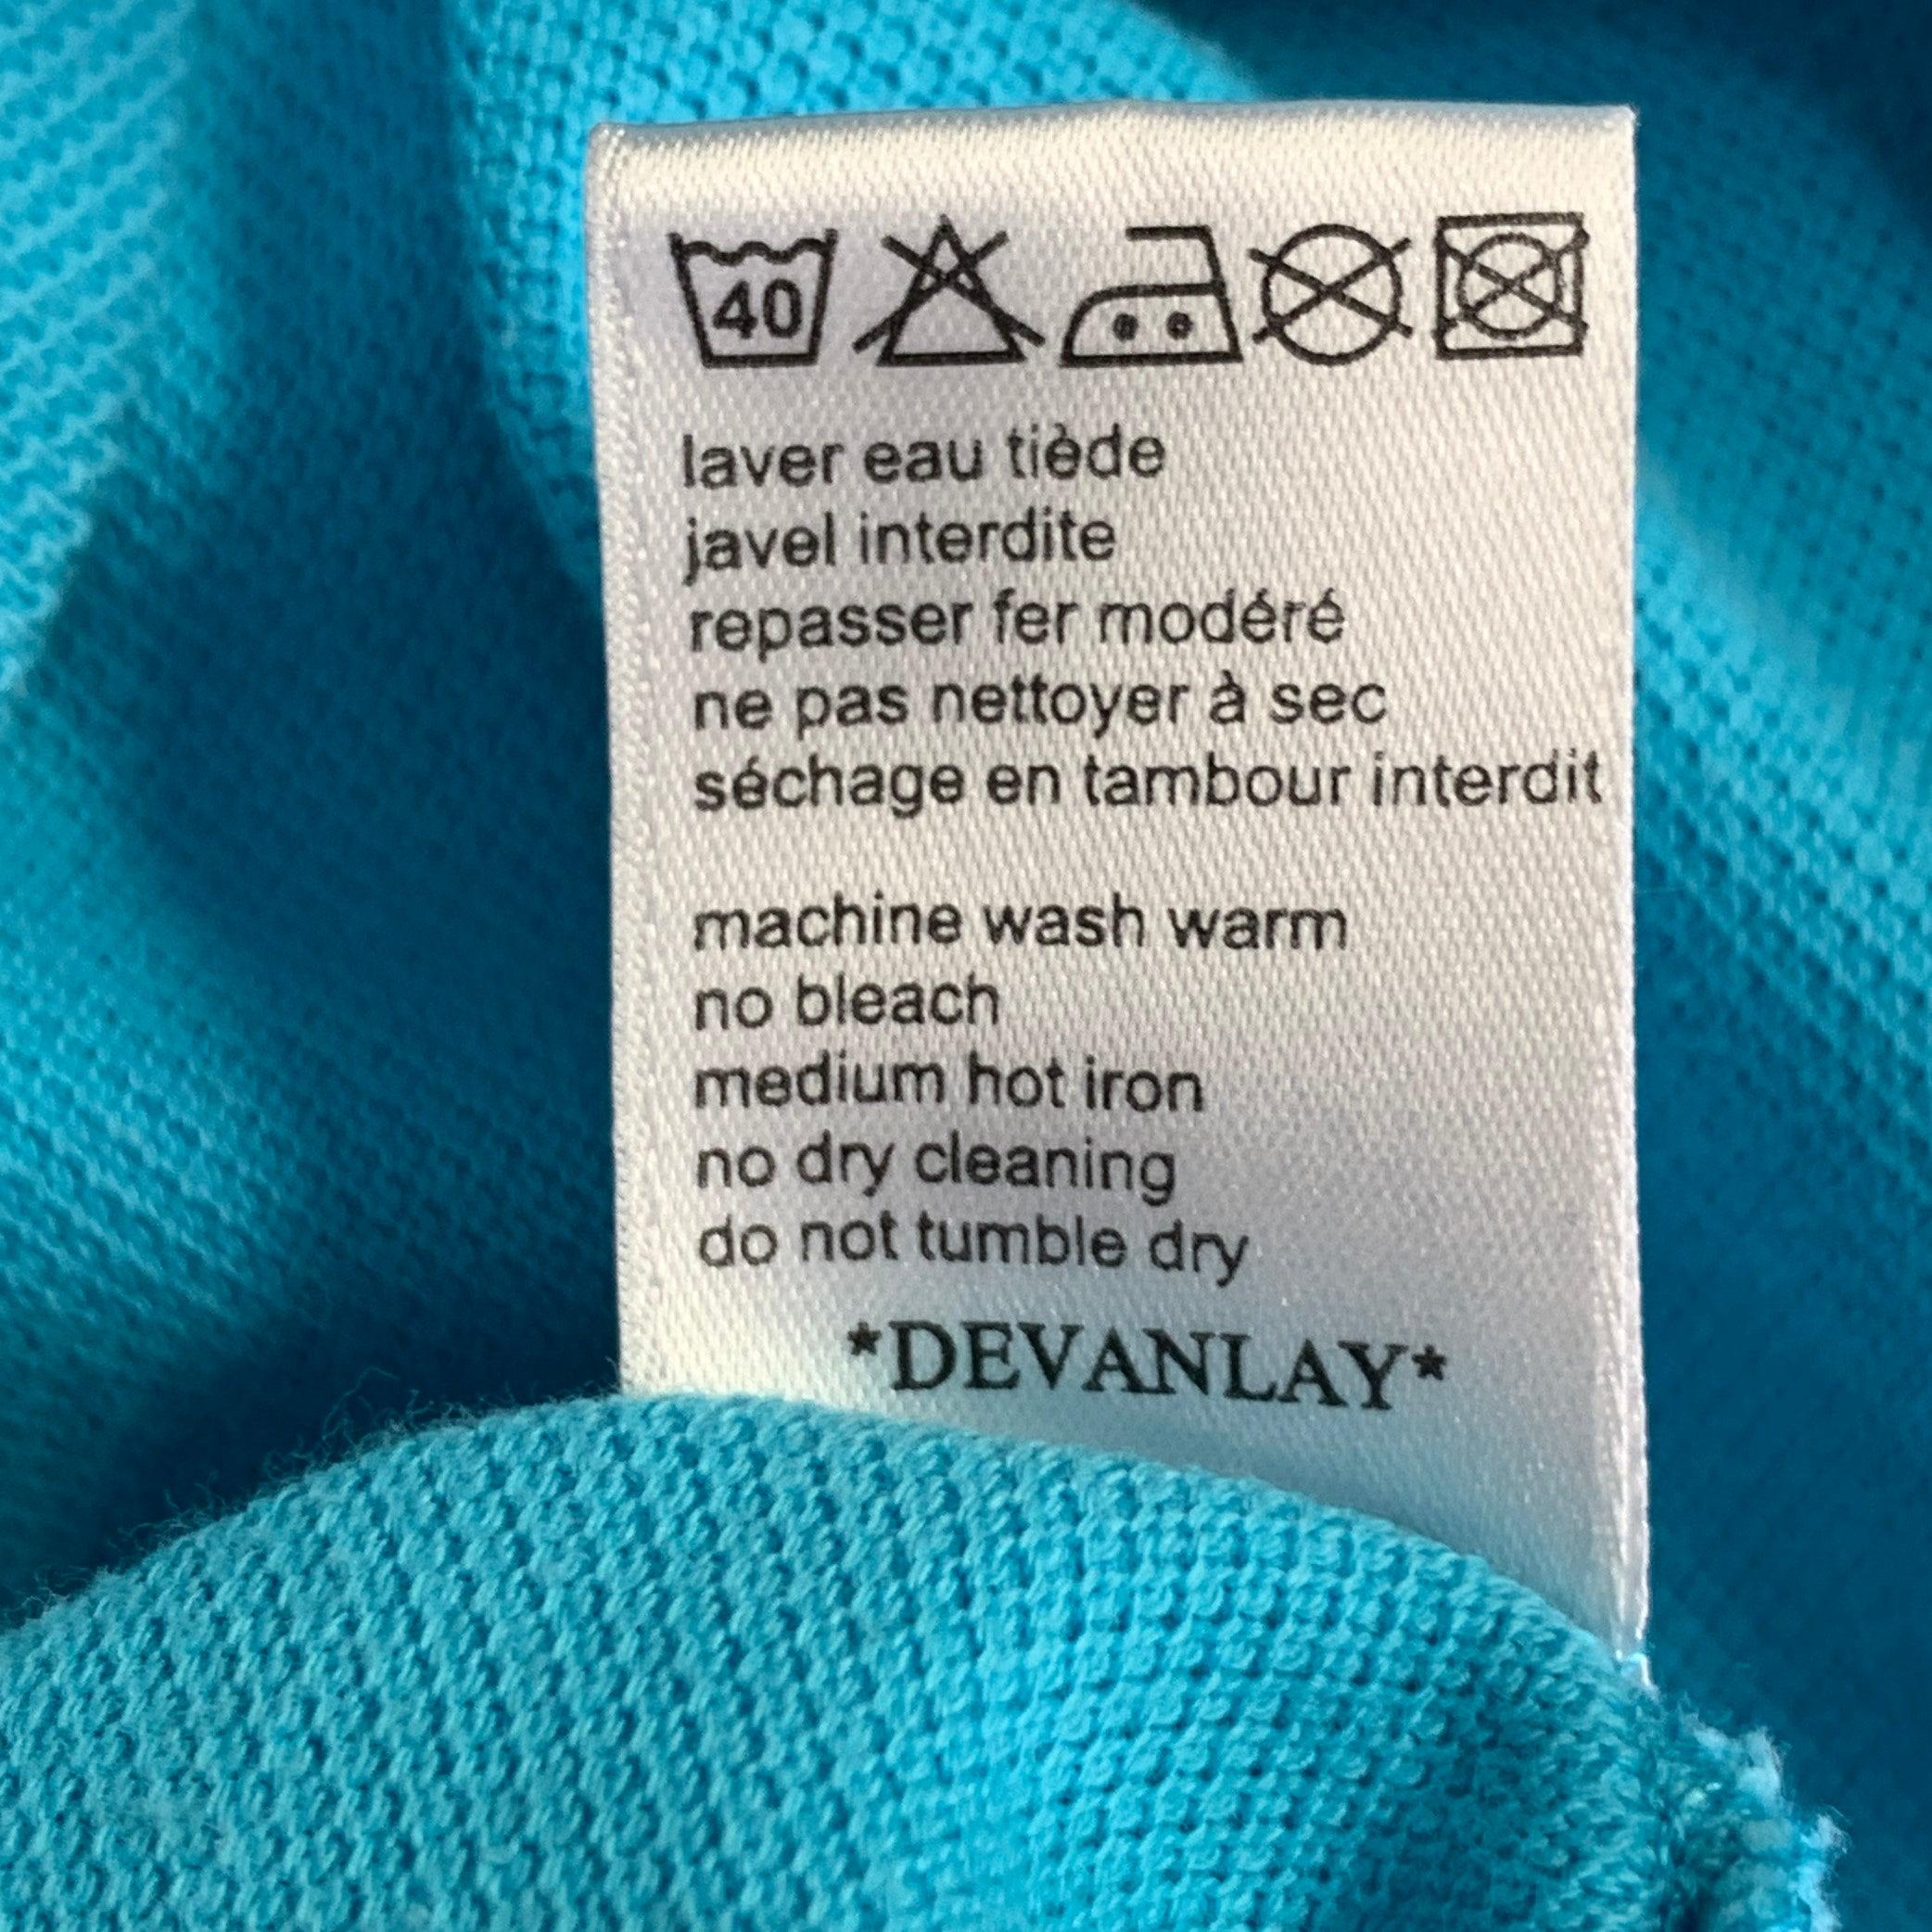 40
laver eau tiède
javel interdite
repasser fer modéré
ne pas nettoyer à sec
séchage en tambour interdit
machine wash warm
no bleach
medium hot iron
no dry cleaning
do not tumble dry
*DEVANLAY*